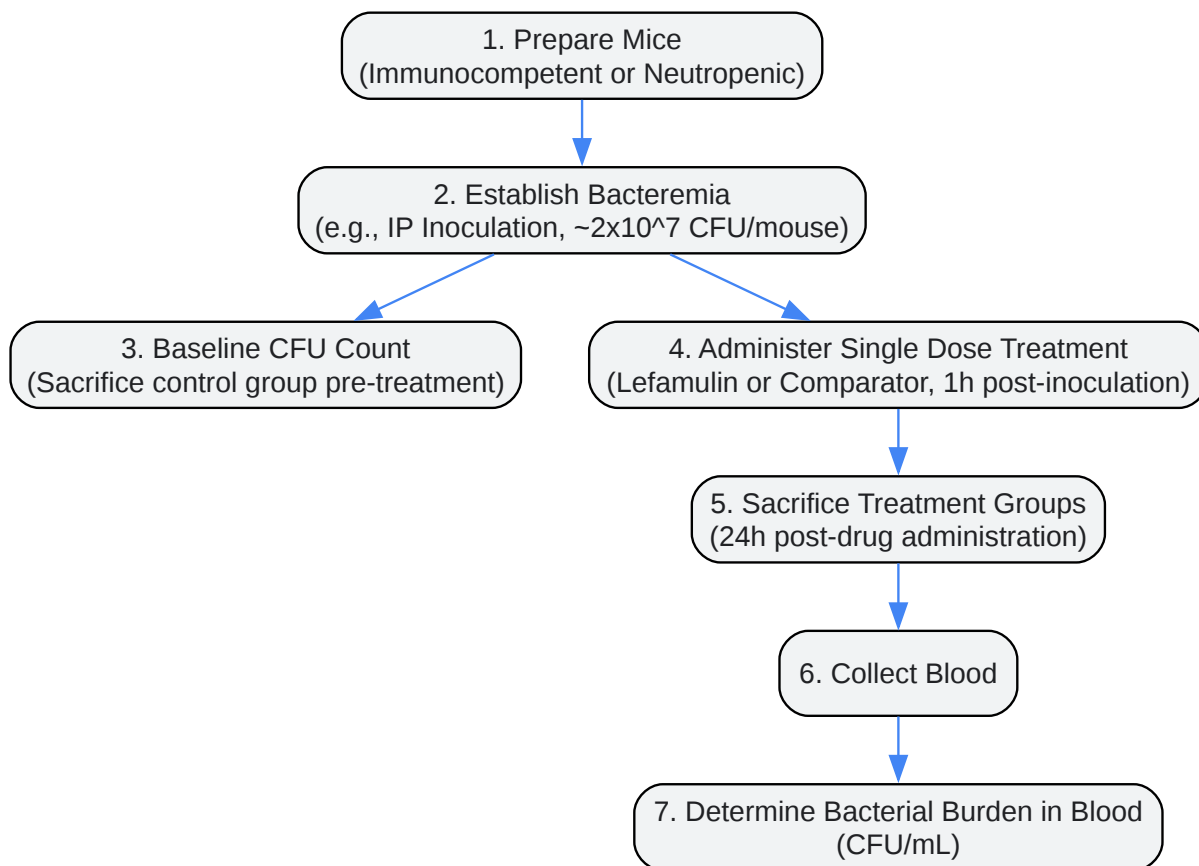 1. Prepare Mice
(Immunocompetent or Neutropenic)
2. Establish Bacteremia
(e.g., IP Inoculation, ~2x10^7 CFU/mouse)
3. Baseline CFU Count
(Sacrifice control group pre-treatment)
4. Administer Single Dose Treatment
(Lefamulin or Comparator, 1h post-inoculation)
5. Sacrifice Treatment Groups
(24h post-drug administration)
6. Collect Blood
7. Determine Bacterial Burden in Blood
(CFU/mL)